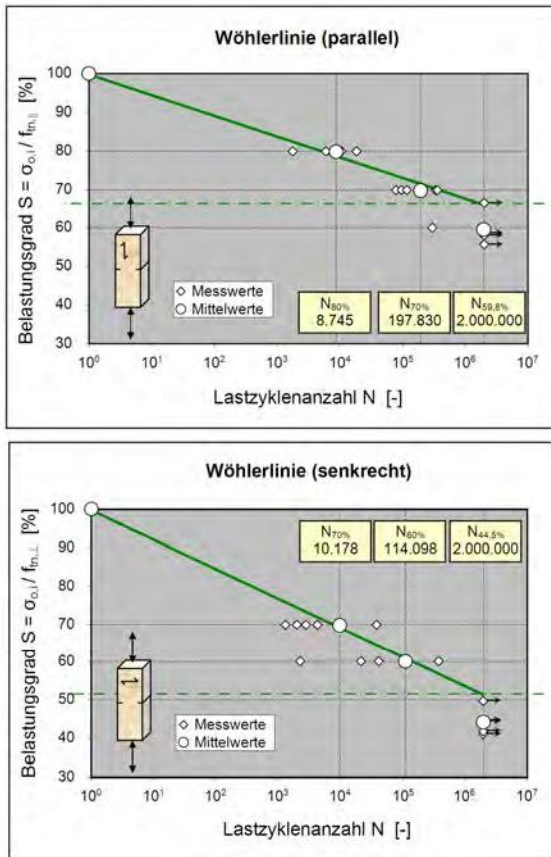 Wöhlerlinie (parallel)
Belastungsgrad S = σo,i / ftn,|| [%]
100
90
80
70
60
50
40
30
◇ Messwerte
○ Mittelwerte
N80%
8.745
N70%
197.830
N59,8%
2.000.000
10⁰ 10¹ 10³ 10⁴ 10⁵ 10⁶ 10⁷
Lastzyklenanzahl N [-]
Wöhlerlinie (senkrecht)
Belastungsgrad S = σo,i / ftn,⊥ [%]
100
90
80
70
60
50
40
30
N70%
10.178
N60%
114.098
N44,5%
2.000.000
◇ Messwerte
○ Mittelwerte
10⁰ 10¹ 10² 10³ 10⁴ 10⁵ 10⁶ 10⁷
Lastzyklenanzahl N [-]